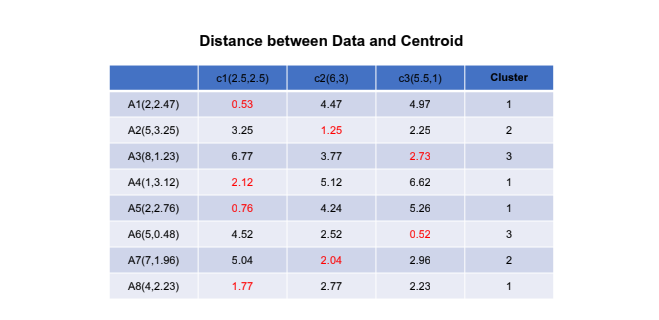 Distance between Data and Centroid
c1(2.5,2.5) c2(6,3) c3(5.5,1) Cluster
A1(2,2.47) 0.53 4.47 4.97 1
A2(5,3.25) 3.25 1.25 2.25 2
A3(8,1.23) 6.77 3.77 2.73 3
A4(1,3.12) 2.12 5.12 6.62 1
A5(2,2.76) 0.76 4.24 5.26 1
A6(5,0.48) 4.52 2.52 0.52 3
A7(7,1.96) 5.04 2.04 2.96 2
A8(4,2.23) 1.77 2.77 2.23 1